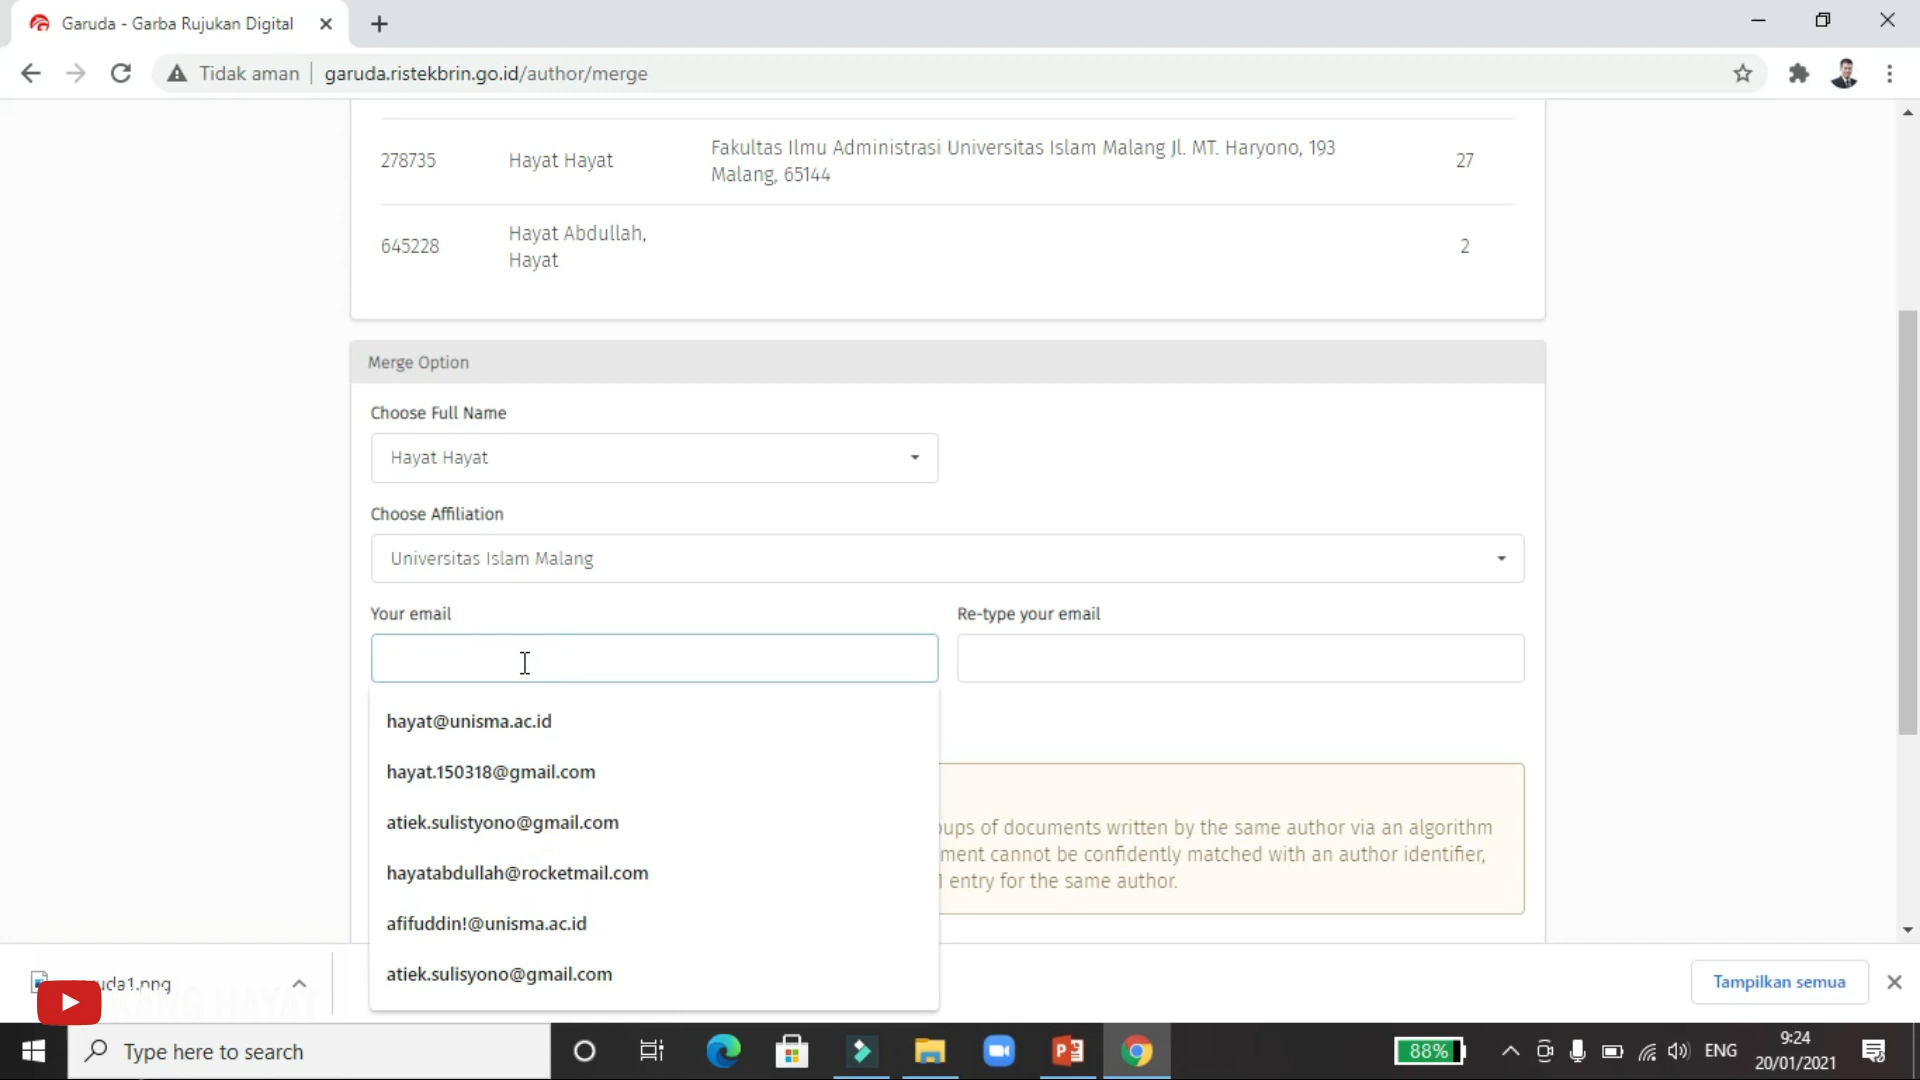 Garuda - Garba Rujukan Digital
Tidak aman
garuda.ristekbrin.go.id/author/merge
278735
Hayat Hayat
Fakultas Ilmu Administrasi Universitas Islam Malang Jl. MT. Haryono, 193
Malang, 65144
27
645228
Hayat Abdullah,
Hayat
2
Merge Option
Choose Full Name
Hayat Hayat
Choose Affiliation
Universitas Islam Malang
Your email
Re-type your email
hayat@unisma.ac.id
hayat.150318@gmail.com
atiek.sulistyono@gmail.com
hayatabdullah@rocketmail.com
afifuddin!@unisma.ac.id
atiek.sulisyono@gmail.com
of documents written by the same author via an algorithm
cannot be confidently matched with an author identifier,
entry for the same author.
uda1.png
Tampilkan semua
KANG HAYAT
Type here to search
88%
ENG
9:24
20/01/2021